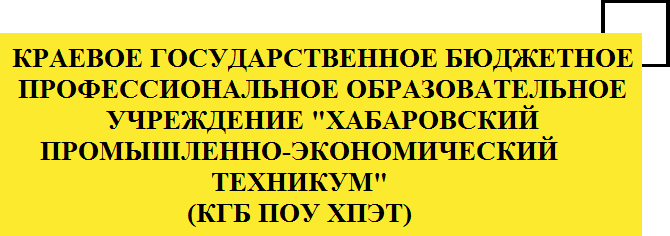 КРАЕВОЕ ГОСУДАРСТВЕННОЕ БЮДЖЕТНОЕ
ПРОФЕССИОНАЛЬНОЕ ОБРАЗОВАТЕЛЬНОЕ
УЧРЕЖДЕНИЕ "ХАБАРОВСКИЙ
ПРОМЫШЛЕННО-ЭКОНОМИЧЕСКИЙ
ТЕХНИКУМ"
(КГБ ПОУ ХПЭТ)